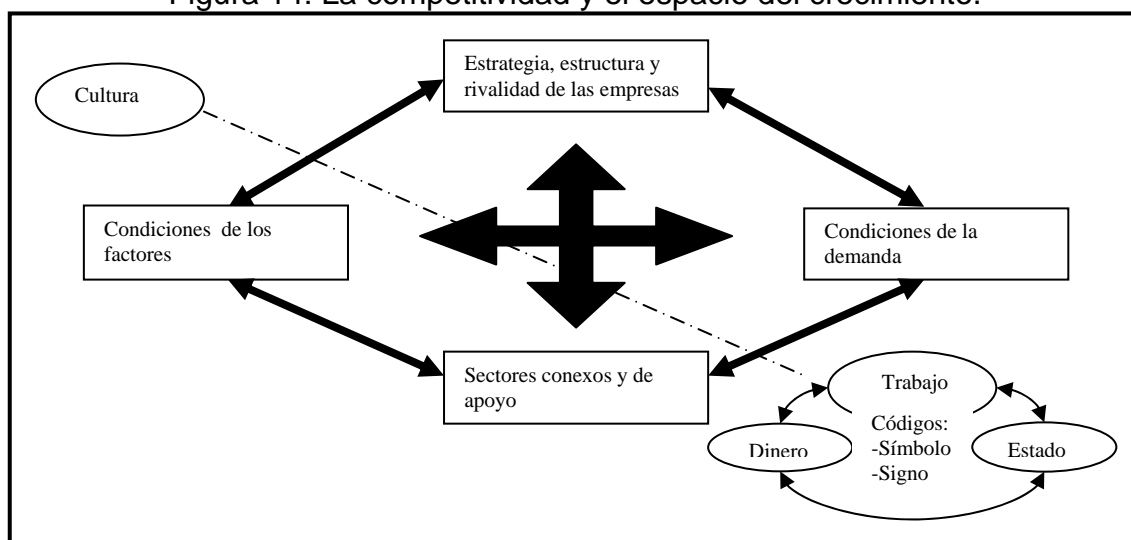 Figura 11. La competitividad y el espacio del crecimiento.
Estrategia, estructura y
rivalidad de las empresas
Cultura
Condiciones de los
factores
Condiciones de la
demanda
Sectores conexos y de
apoyo
Trabajo
Códigos:
-Símbolo
-Signo
Dinero
Estado